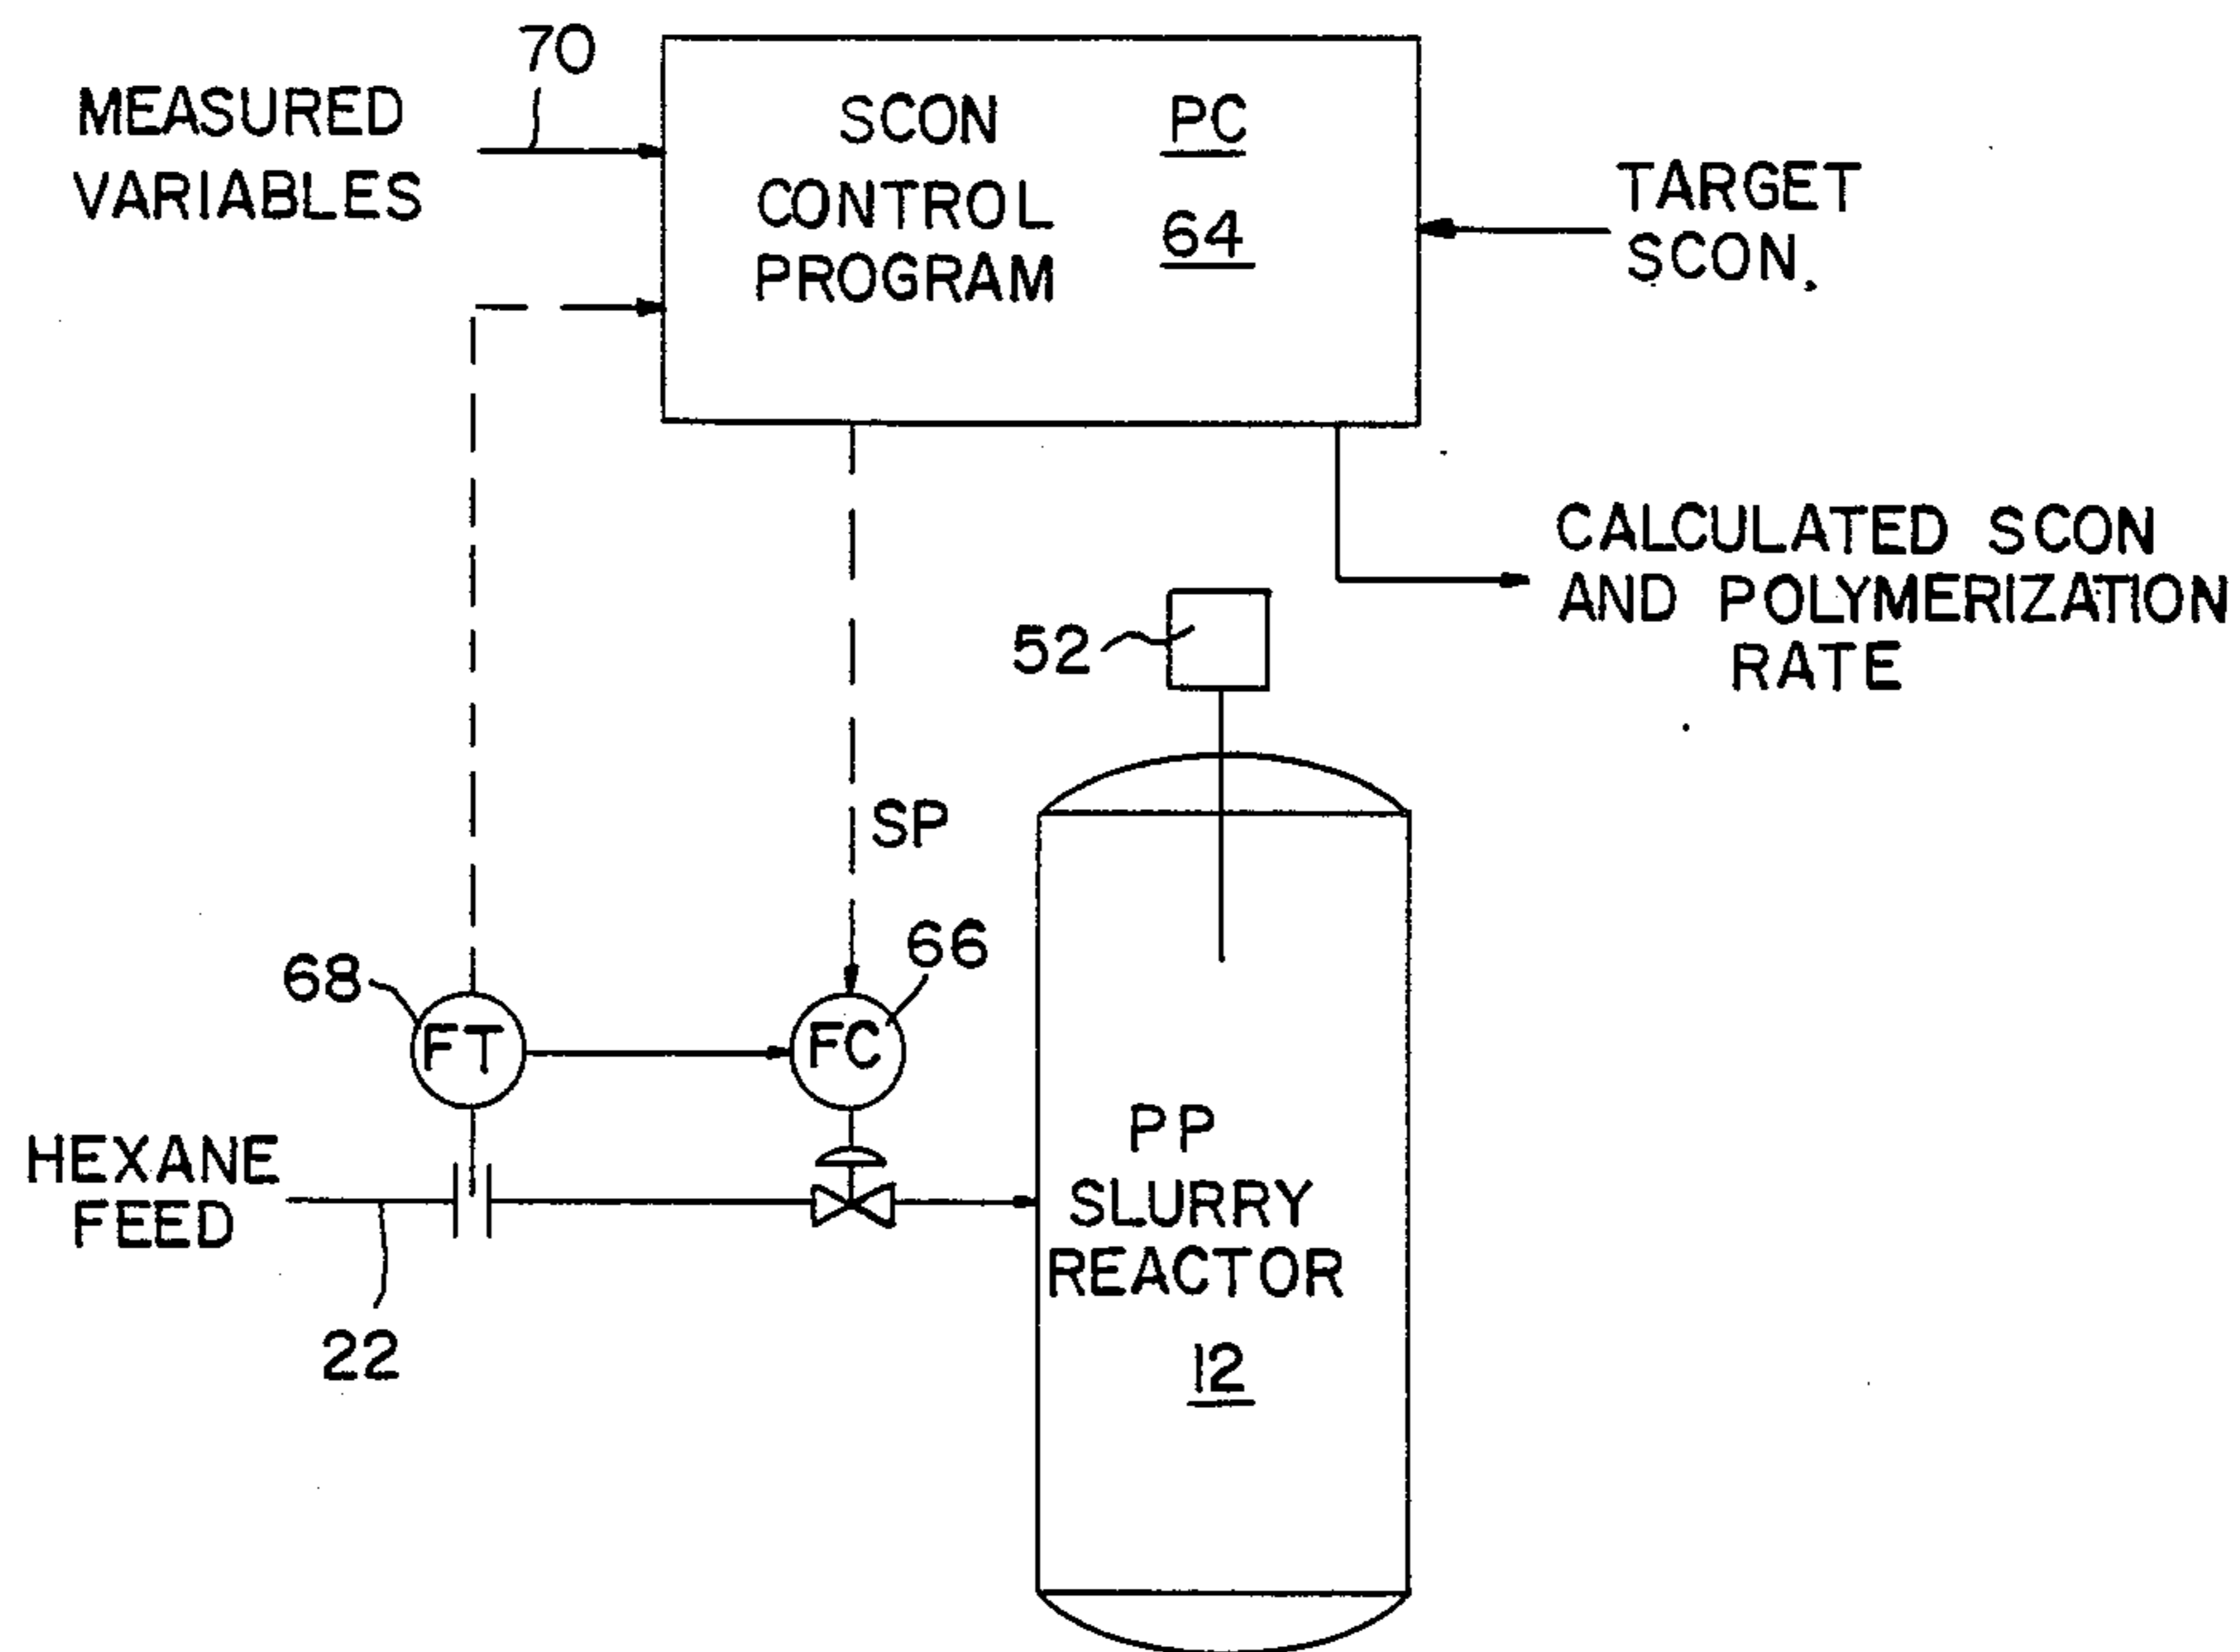 70
MEASURED
VARIABLES
SCON
CONTROL
PROGRAM
PC
64
TARGET
SCON.
CALCULATED SCON
AND POLYMERIZATION
RATE
52
SP
66
68
FT
FC
HEXANE
FEED
22
PP
SLURRY
REACTOR
12